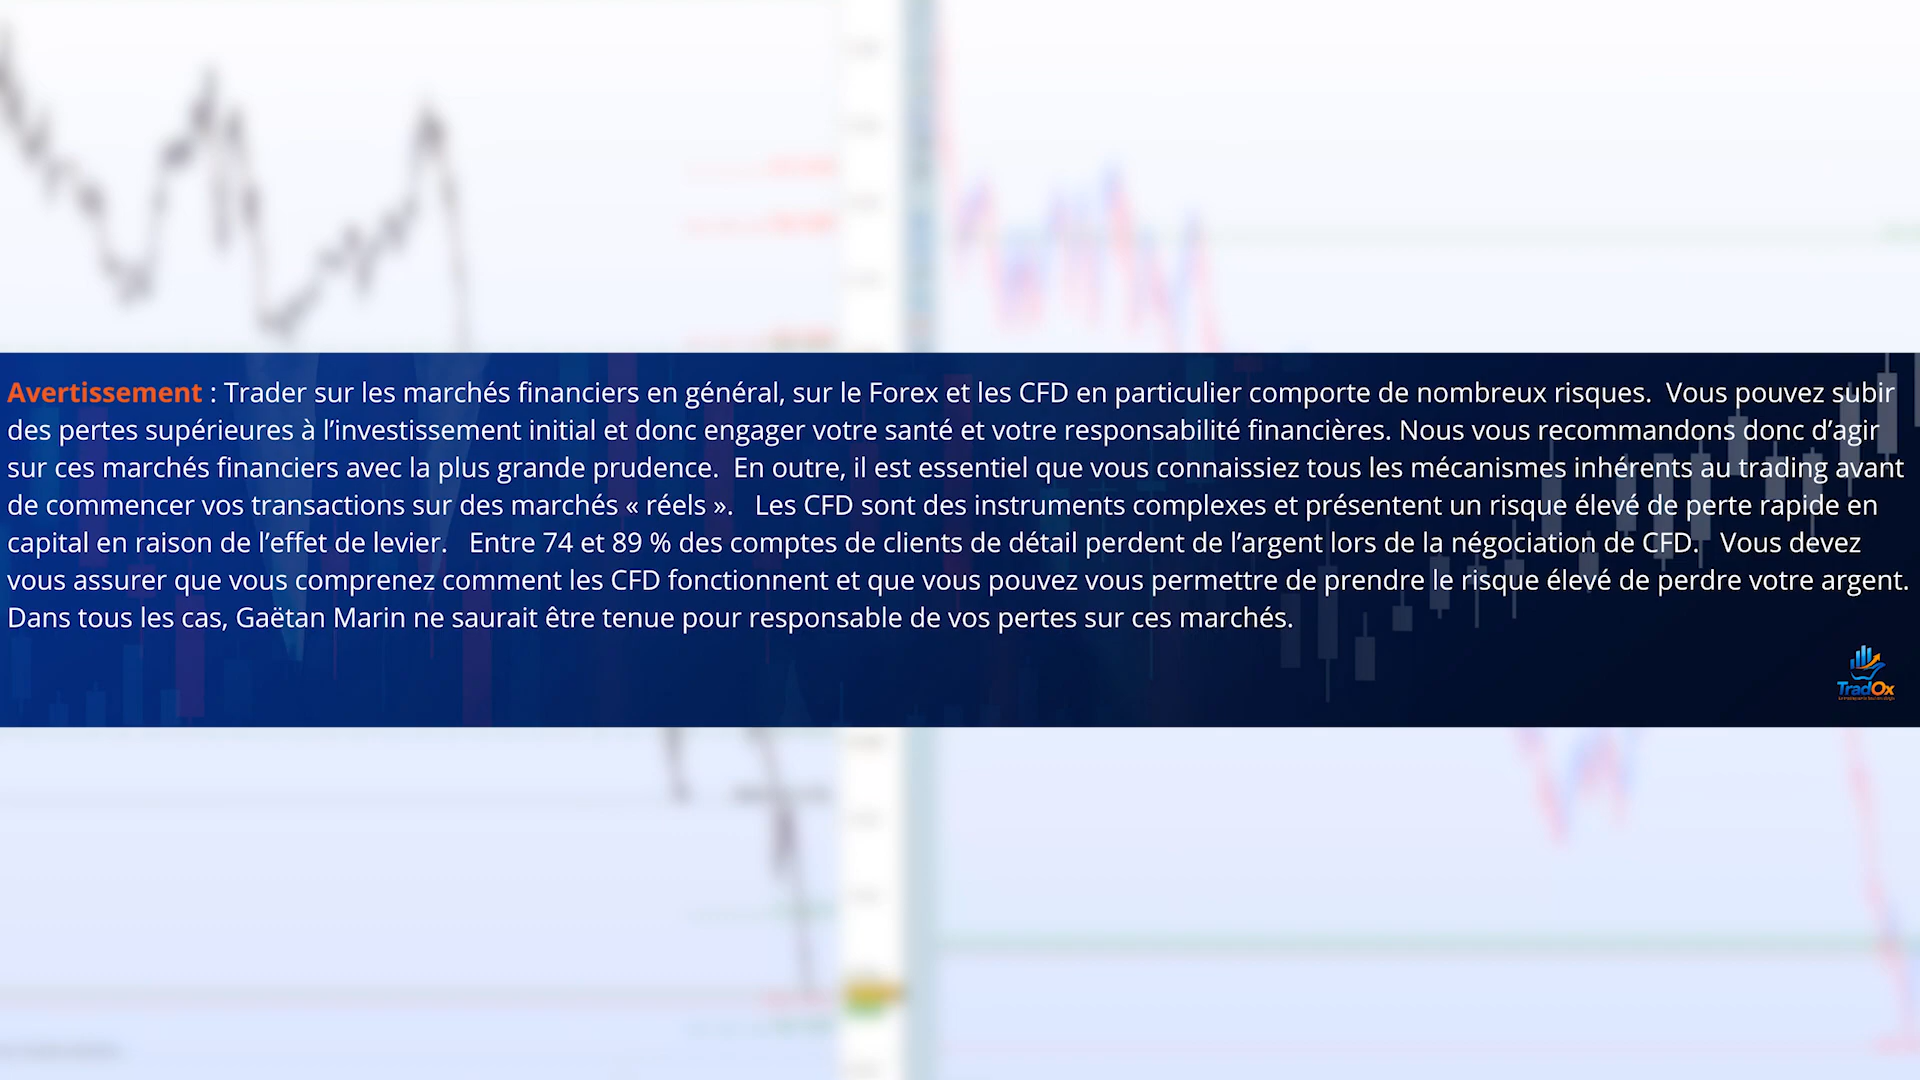 Avertissement : Trader sur les marchés financiers en général, sur le Forex et les CFD en particulier comporte de nombreux risques.  Vous pouvez subir
des pertes supérieures à l’investissement initial et donc engager votre santé et votre responsabilité financières. Nous vous recommandons donc d’agir
sur ces marchés financiers avec la plus grande prudence.  En outre, il est essentiel que vous connaissiez tous les mécanismes inhérents au trading avant
de commencer vos transactions sur des marchés « réels ».   Les CFD sont des instruments complexes et présentent un risque élevé de perte rapide en
capital en raison de l’effet de levier.   Entre 74 et 89 % des comptes de clients de détail perdent de l’argent lors de la négociation de CFD.   Vous devez
vous assurer que vous comprenez comment les CFD fonctionnent et que vous pouvez vous permettre de prendre le risque élevé de perdre votre argent.
Dans tous les cas, Gaëtan Marin ne saurait être tenue pour responsable de vos pertes sur ces marchés.
TradOx